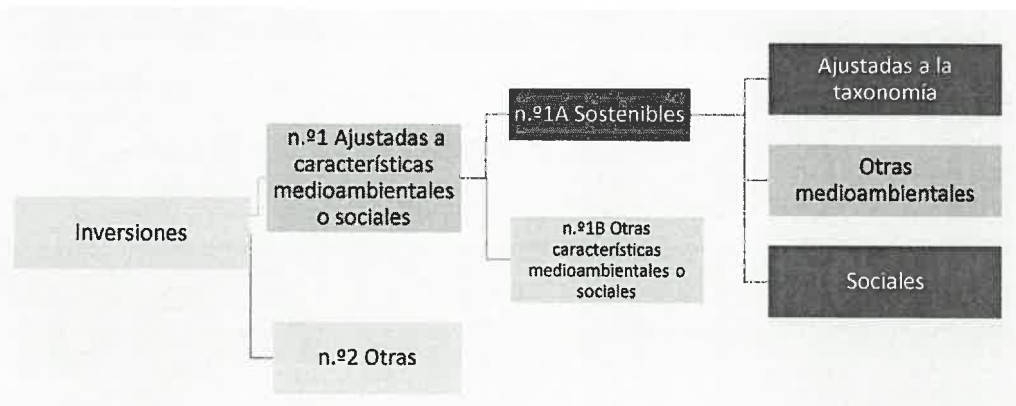 Inversiones
n.º1 Ajustadas a
características
medioambientales
o sociales
n.º2 Otras
n.º1A Sostenibles
n.º1B Otras
características
medioambientales o
sociales
Ajustadas a la
taxonomía
Otras
medioambientales
Sociales